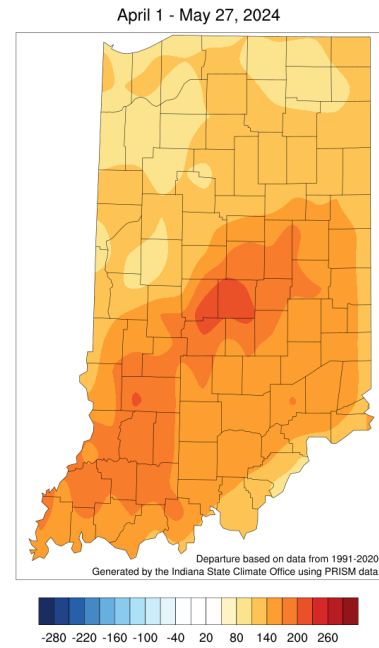 April 1 - May 27, 2024
Departure based on data from 1991-2020
Generated by the Indiana State Climate Office using PRISM data
-280 -220 -160 -100 -40 20 80 140 200 260